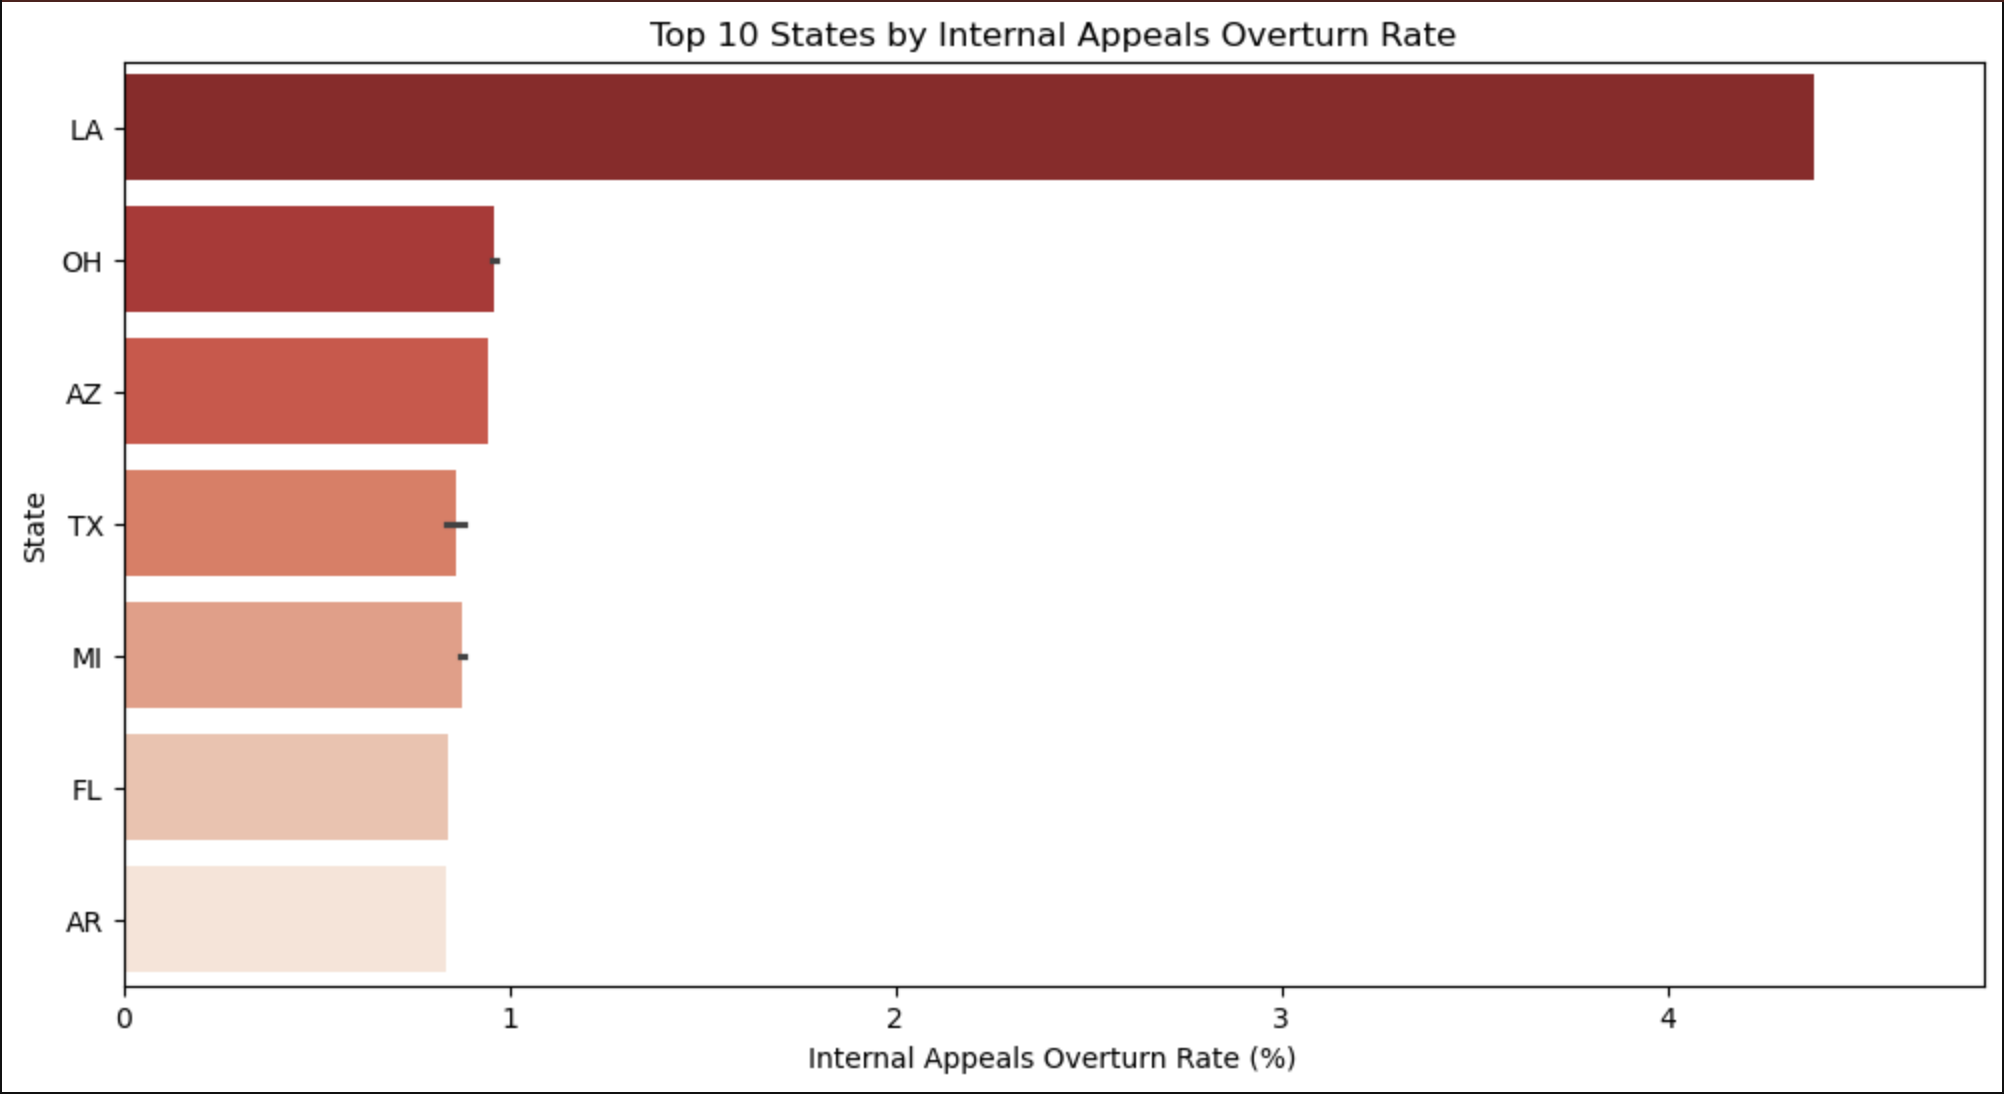 Top 10 States by Internal Appeals Overturn Rate
LA
OH
AZ
TX
MI
FL
AR
State
0 1 2 3 4
Internal Appeals Overturn Rate (%)